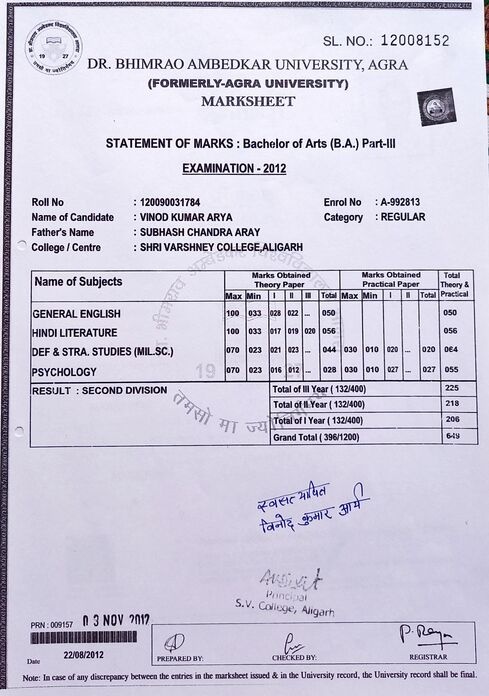 SL. NO.: 12008152
DR. BHIMRAO AMBEDKAR UNIVERSITY, AGRA
(FORMERLY-AGRA UNIVERSITY)
MARKSHEET
STATEMENT OF MARKS : Bachelor of Arts (B.A.) Part-III
EXAMINATION - 2012
Roll No : 120090031784 Enrol No : A-992813
Name of Candidate : VINOD KUMAR ARYA Category : REGULAR
Father's Name : SUBHASH CHANDRA ARAY
College / Centre : SHRI VARSHNEY COLLEGE,ALIGARH
Name of Subjects Marks Obtained Theory Paper Marks Obtained Practical Paper Total Theory & Practical
Max Min I II III Total Max Min I II Total
GENERAL ENGLISH 100 033 028 022 ... 050 050
HINDI LITERATURE 100 033 017 019 020 056 056
DEF & STRA. STUDIES (MIL.SC.) 070 023 021 023 ... 044 030 010 020 ... 020 064
PSYCHOLOGY 070 023 016 012 ... 028 030 010 027 ... 027 055
RESULT : SECOND DIVISION Total of III Year ( 132/400) 225
Total of II Year ( 132/400) 218
Total of I Year ( 132/400) 206
Grand Total (396/1200) 649
19
तमसो मा ज्योतिर्गमय
विनोद कुमार आर्य
Principal
S.V. College, Aligarh
PRN : 009157 03 NOV 2012
Date 22/08/2012
PREPARED BY: CHECKED BY: REGISTRAR
Note: In case of any discrepancy between the entries in the marksheet issued & in the University record, the University record shall be final.